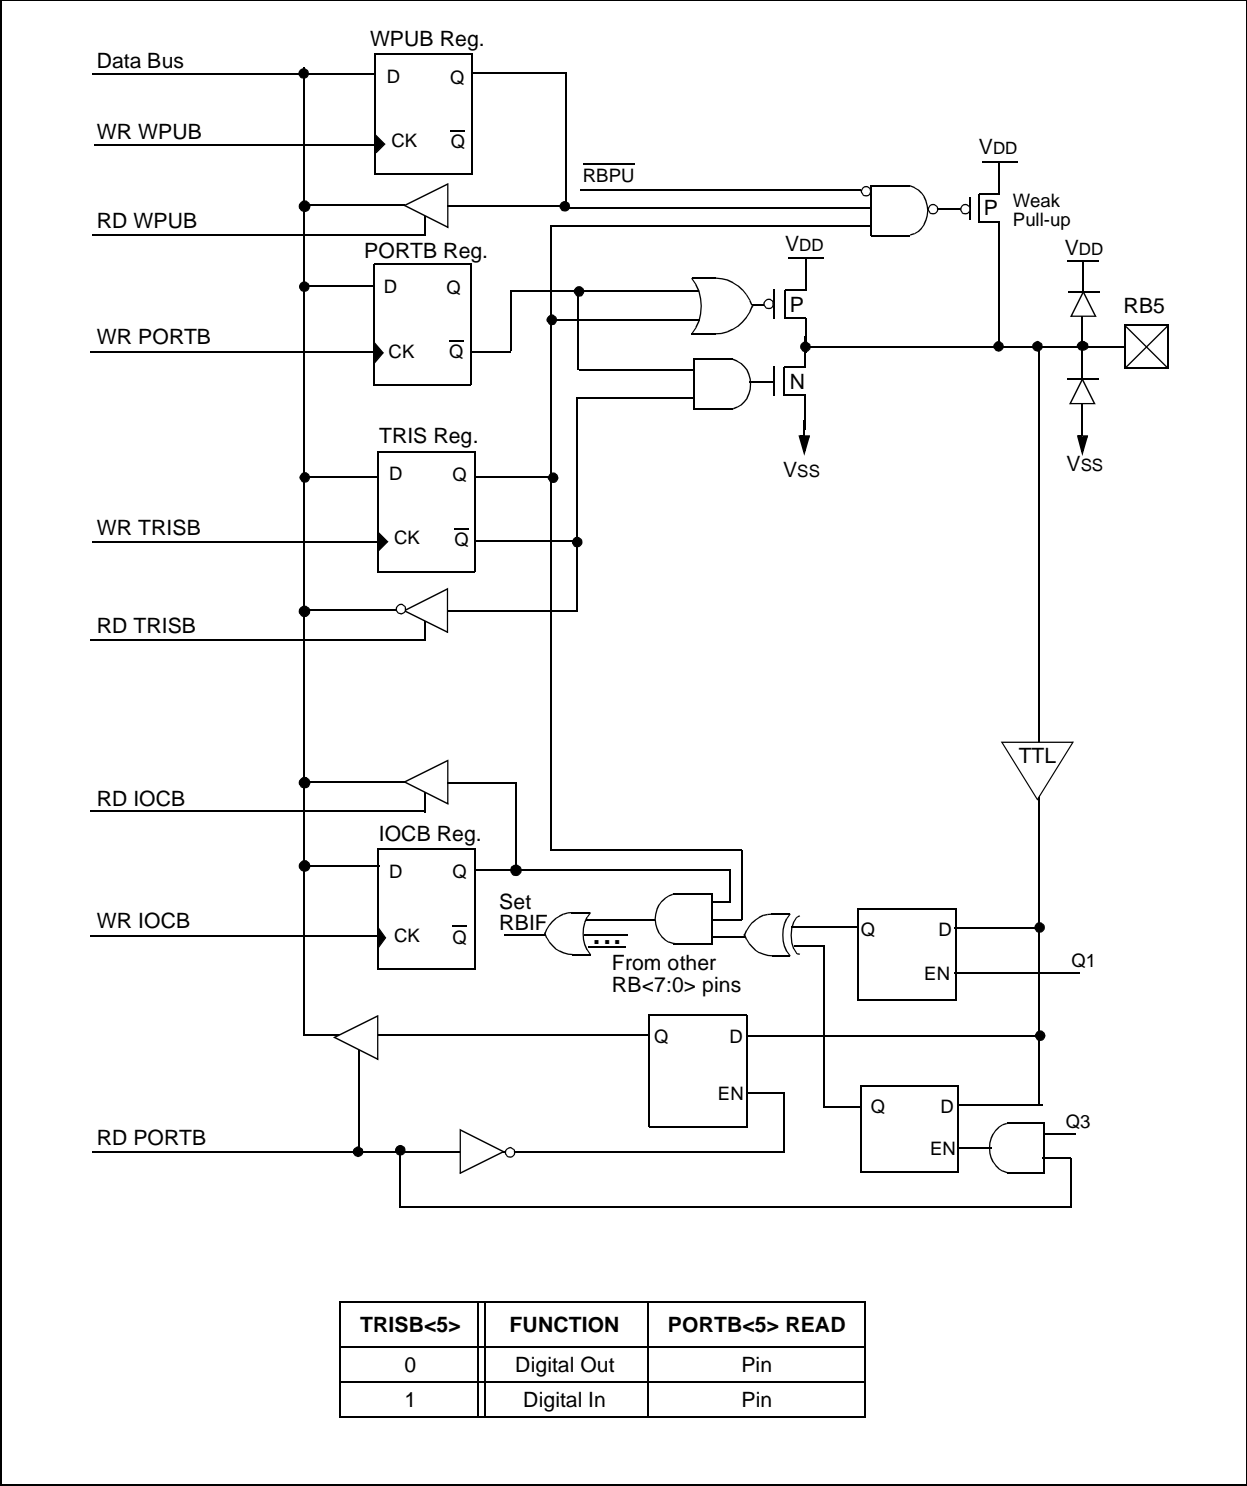 WPUB Reg.
Data Bus
D Q
WR WPUB
CK Q̅
VDD
RBPU̅
P Weak
Pull-up
RD WPUB
PORTB Reg.
VDD
VDD
D Q
P
RB5
WR PORTB
CK Q̅
N
TRIS Reg.
VSS
VSS
D Q
WR TRISB
CK Q̅
RD TRISB
TTL
RD IOCB
IOCB Reg.
D Q
Set
RBIF
WR IOCB
CK Q̅
...
From other
RB<7:0> pins
Q D
EN
Q1
Q D
EN
Q D
EN
Q3
RD PORTB
TRISB<5> FUNCTION PORTB<5> READ
0 Digital Out Pin
1 Digital In Pin